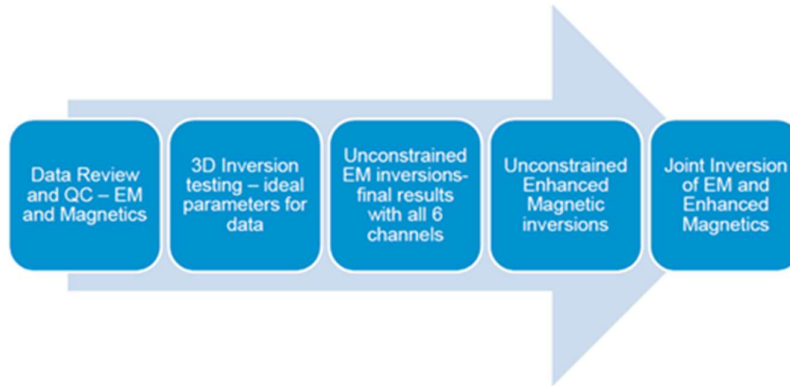 Data Review
and QC – EM
and Magnetics
3D Inversion
testing – ideal
parameters for
data
Unconstrained
EM inversions-
final results
with all 6
channels
Unconstrained
Enhanced
Magnetic
inversions
Joint Inversion
of EM and
Enhanced
Magnetics